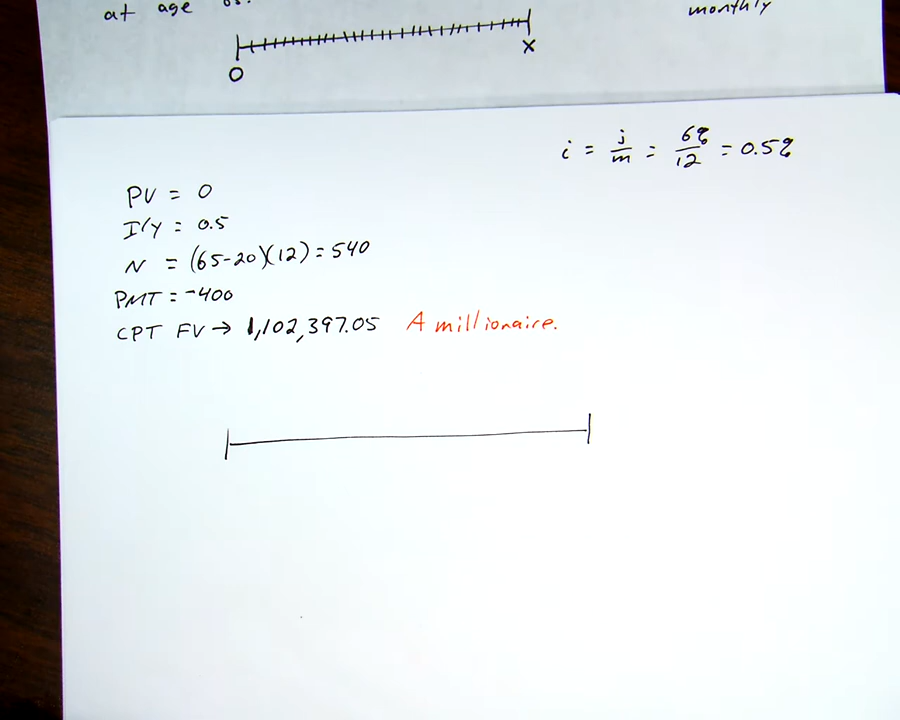 at age
monthly
0
x
i = j/m = 6%/12 = 0.5%
PV = 0
I/Y = 0.5
N = (65-20)(12) = 540
PMT = -400
CPT FV → 1,102,397.05 A millionaire.